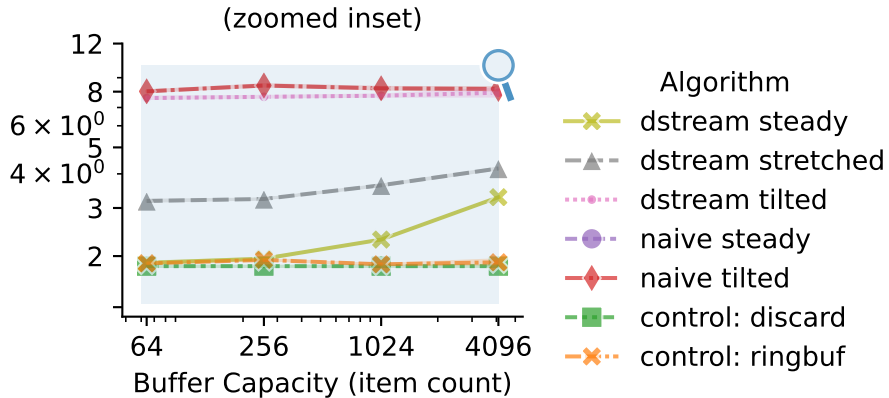 (zoomed inset)
12
8
6 × 10⁰
5
4 × 10⁰
3
2
64 256 1024 4096
Buffer Capacity (item count)
Algorithm
dstream steady
dstream stretched
dstream tilted
naive steady
naive tilted
control: discard
control: ringbuf